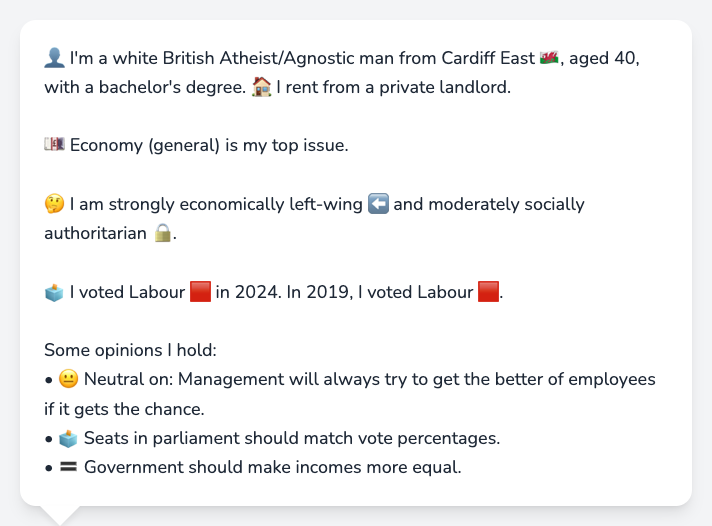 👤 I'm a white British Atheist/Agnostic man from Cardiff East 🏴󠁧󠁢󠁷󠁬󠁳󠁿, aged 40,
with a bachelor's degree. 🏠 I rent from a private landlord.
💷 Economy (general) is my top issue.
🤔 I am strongly economically left-wing ⬅️ and moderately socially
authoritarian 🔒.
🗳️ I voted Labour 🟥 in 2024. In 2019, I voted Labour 🟥.
Some opinions I hold:
• 😐 Neutral on: Management will always try to get the better of employees
if it gets the chance.
• 🗳️ Seats in parliament should match vote percentages.
• 🟰 Government should make incomes more equal.